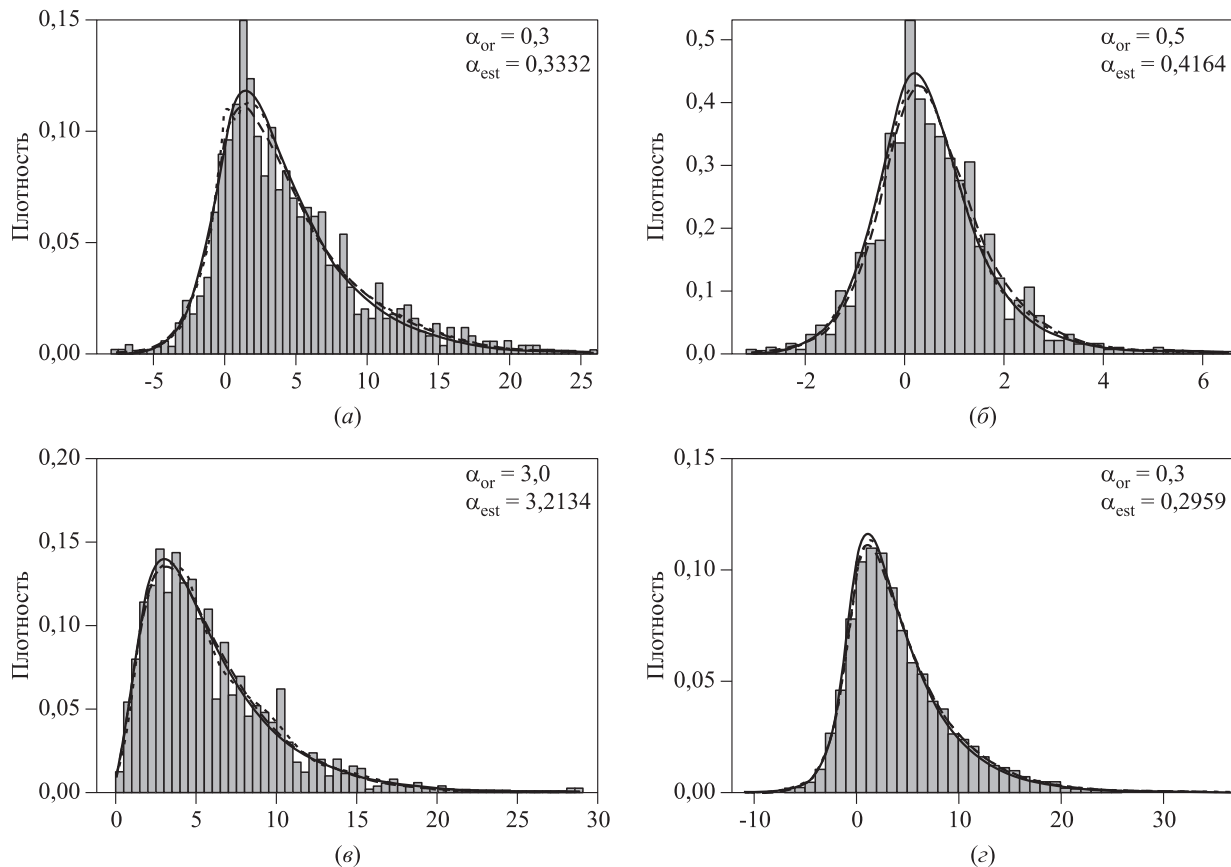 0,15
α_or = 0,3
α_est = 0,3332
0,10
Плотность
0,05
0,00
-5 0 5 10 15 20 25
(а)
0,5
α_or = 0,5
α_est = 0,4164
0,4
0,3
Плотность
0,2
0,1
0,0
-2 0 2 4 6
(б)
0,20
α_or = 3,0
α_est = 3,2134
0,15
0,10
Плотность
0,05
0,00
0 5 10 15 20 25 30
(в)
0,15
α_or = 0,3
α_est = 0,2959
0,10
Плотность
0,05
0,00
-10 0 10 20 30
(г)